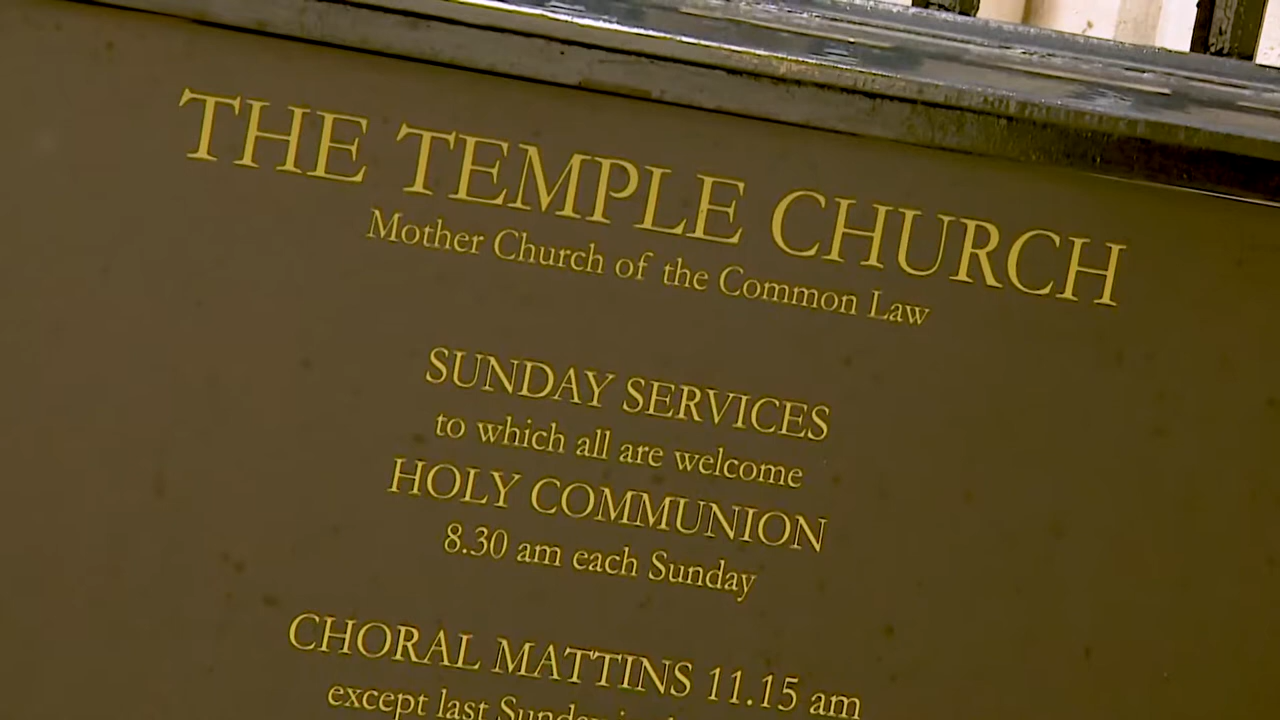 THE TEMPLE CHURCH
Mother Church of the Common Law
SUNDAY SERVICES
to which all are welcome
HOLY COMMUNION
8.30 am each Sunday
CHORAL MATTINS 11.15 am
except last Sunday